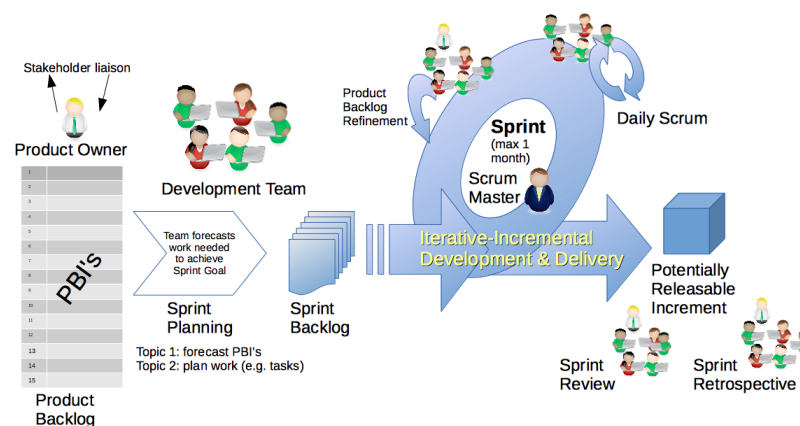 Stakeholder liaison
Product Owner
1
2
3
4
5
6
7
8
9
10
11
12
13
14
15
PBI's
Product
Backlog
Development Team
Team forecasts
work needed
to achieve
Sprint Goal
Sprint
Planning
Topic 1: forecast PBI's
Topic 2: plan work (e.g. tasks)
Sprint
Backlog
Product
Backlog
Refinement
Sprint
(max 1
month)
Scrum
Master
Daily Scrum
Iterative-Incremental
Development & Delivery
Potentially
Releasable
Increment
Sprint
Review
Sprint
Retrospective